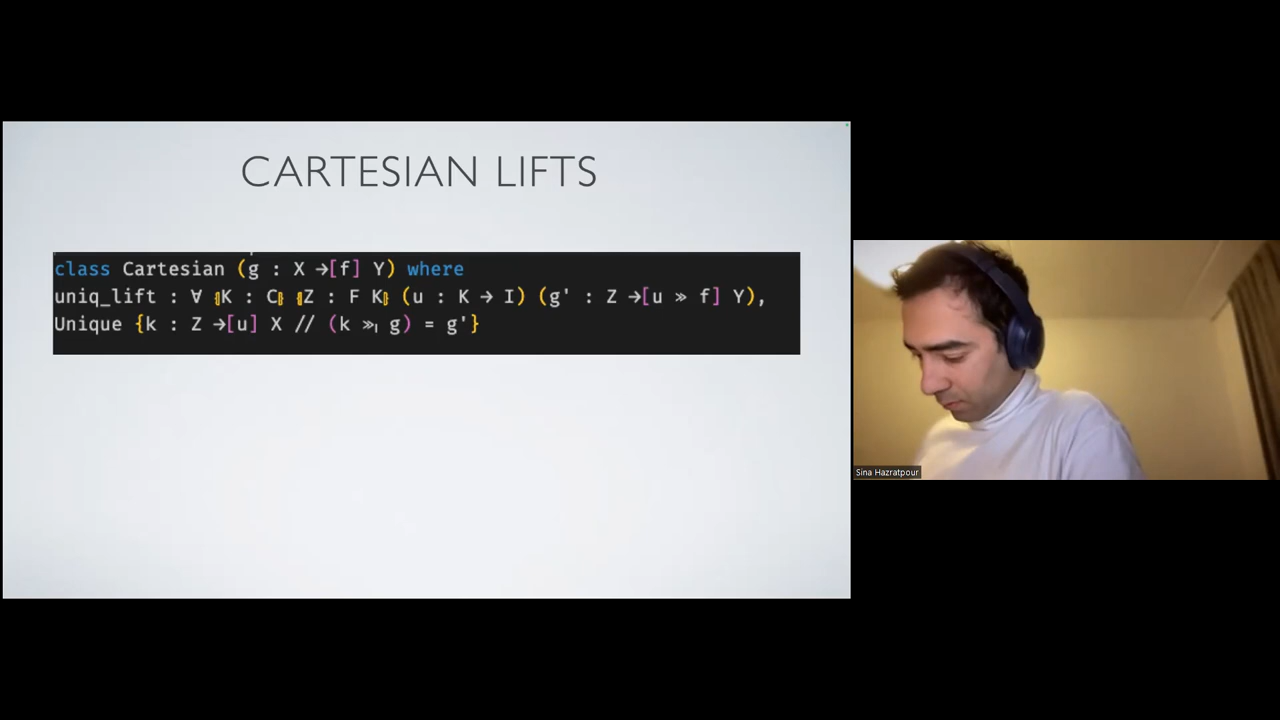 CARTESIAN LIFTS
class Cartesian (g : X →[f] Y) where
uniq_lift : ∀ ⦃K : C⦄ ⦃Z : F K⦄ (u : K → I) (g' : Z →[u ≫ f] Y),
Unique {k : Z →[u] X // (k ≫ₗ g) = g'}
Sina Hazratpour